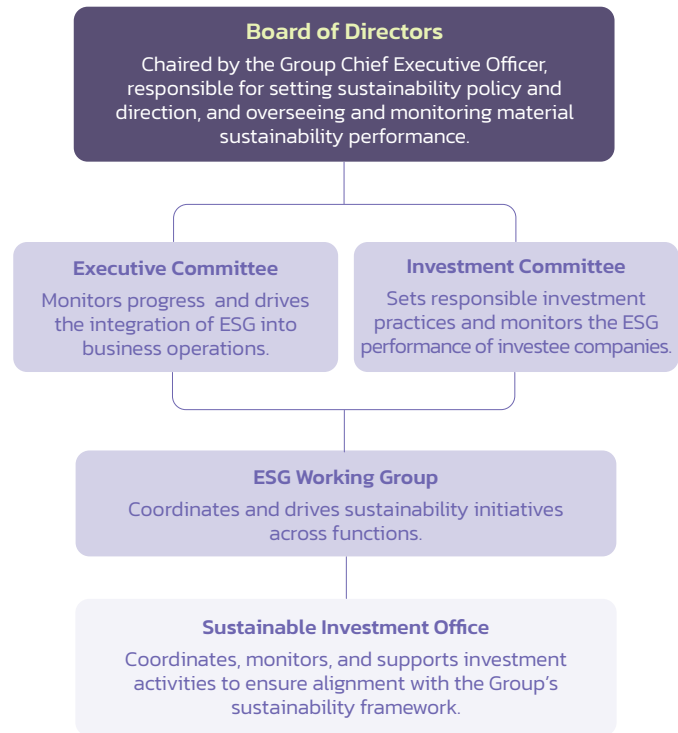 Board of Directors
Chaired by the Group Chief Executive Officer,
responsible for setting sustainability policy and
direction, and overseeing and monitoring material
sustainability performance.
Executive Committee
Monitors progress and drives
the integration of ESG into
business operations.
Investment Committee
Sets responsible investment
practices and monitors the ESG
performance of investee companies.
ESG Working Group
Coordinates and drives sustainability initiatives
across functions.
Sustainable Investment Office
Coordinates, monitors, and supports investment
activities to ensure alignment with the Group's
sustainability framework.